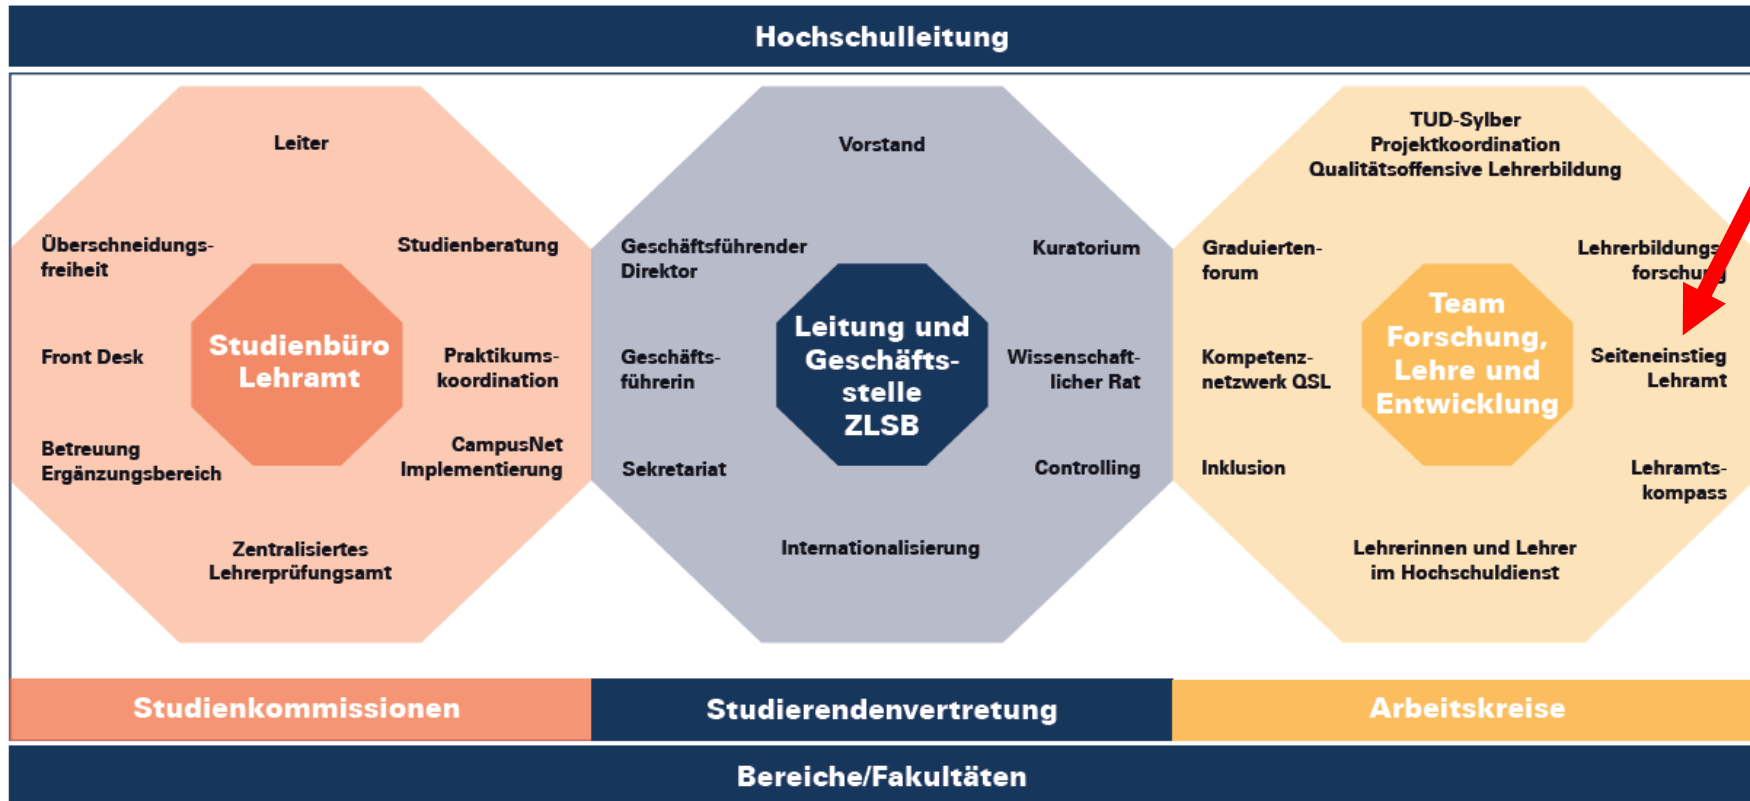 Hochschulleitung
Leiter
Überschneidungs-
freiheit
Studienberatung
Front Desk
Studienbüro
Lehramt
Praktikums-
koordination
Betreuung
Ergänzungsbereich
CampusNet
Implementierung
Zentralisiertes
Lehrerprüfungsamt
Vorstand
Geschäftsführender
Direktor
Kuratorium
Geschäfts-
führerin
Leitung und
Geschäfts-
stelle
ZLSB
Wissenschaft-
licher Rat
Sekretariat
Controlling
Internationalisierung
TUD-Sylber
Projektkoordination
Qualitätsoffensive Lehrerbildung
Graduierten-
forum
Lehrerbildungs-
forschung
Kompetenz-
netzwerk QSL
Team
Forschung,
Lehre und
Entwicklung
Seiteneinstieg
Lehramt
Inklusion
Lehramts-
kompass
Lehrerinnen und Lehrer
im Hochschuldienst
Studienkommissionen
Studierendenvertretung
Arbeitskreise
Bereiche/Fakultäten